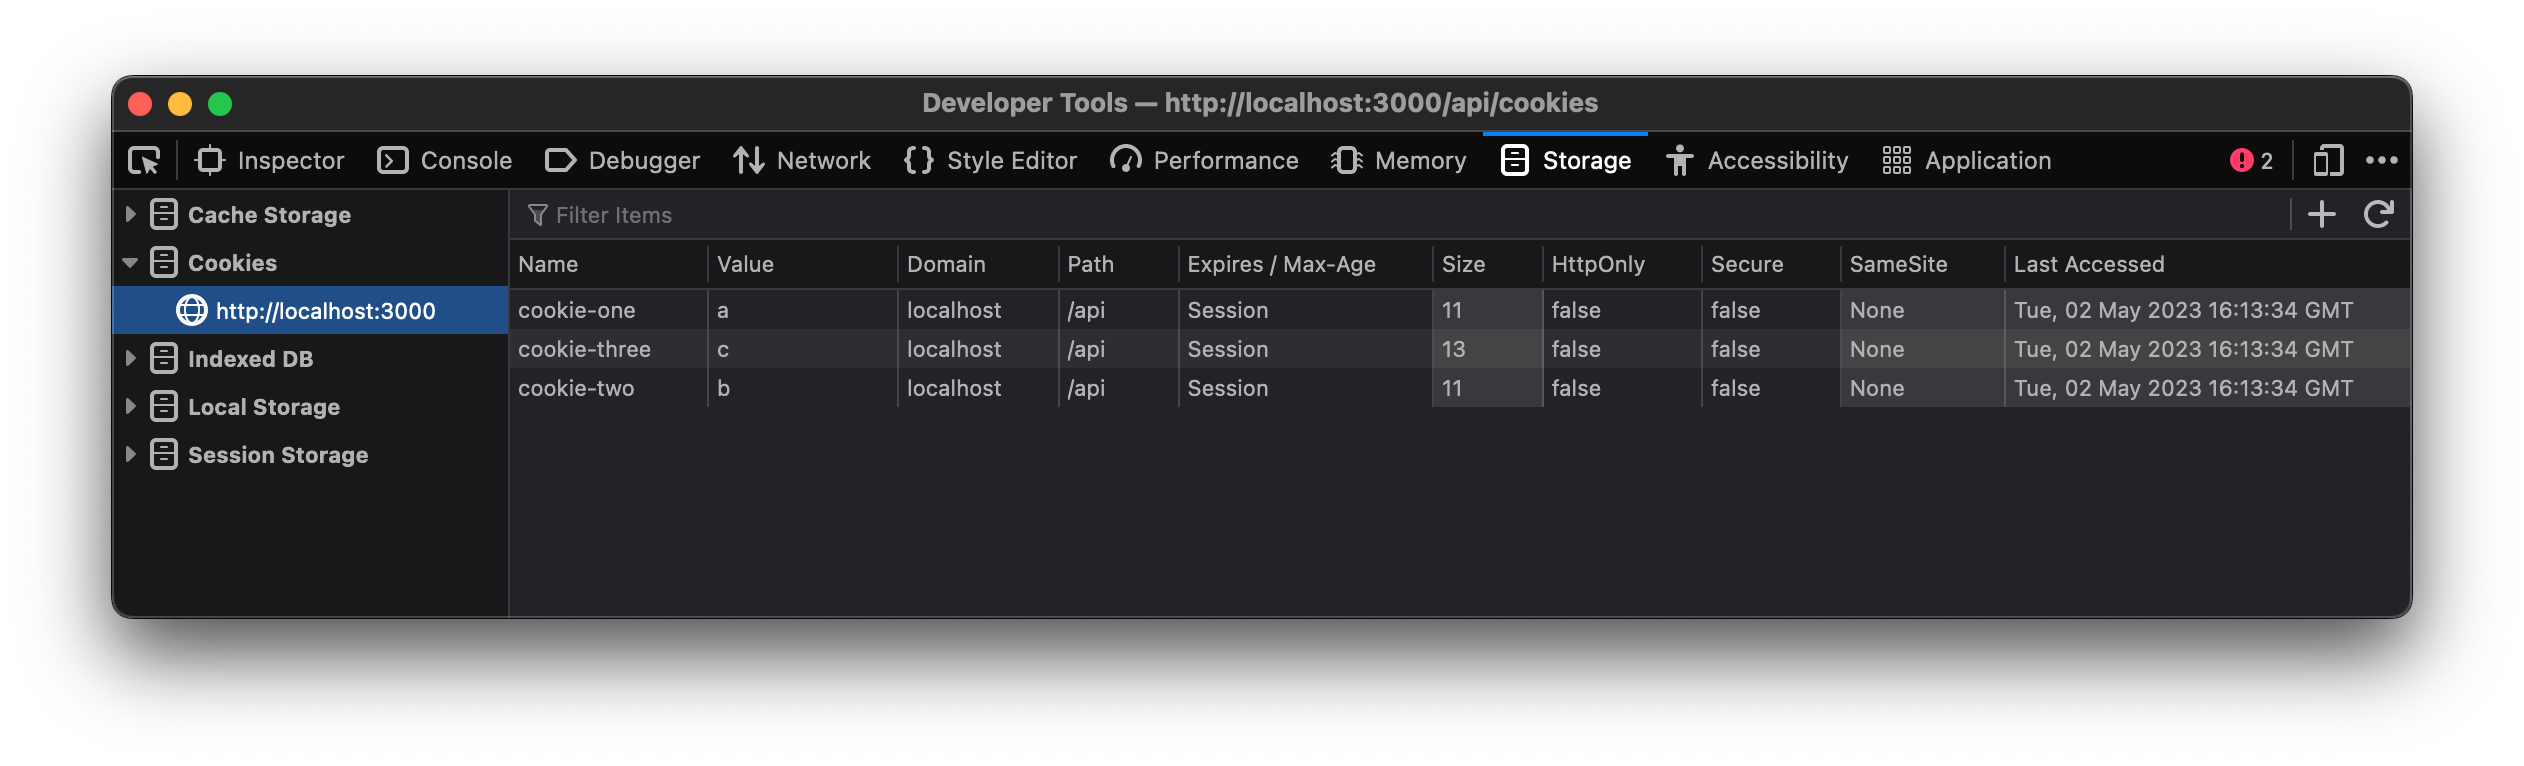 Developer Tools — http://localhost:3000/api/cookies
Inspector Console Debugger Network Style Editor Performance Memory Storage Accessibility Application 2
Cache Storage
Cookies
http://localhost:3000
Indexed DB
Local Storage
Session Storage
Filter Items
Name Value Domain Path Expires / Max-Age Size HttpOnly Secure SameSite Last Accessed
cookie-one a localhost /api Session 11 false false None Tue, 02 May 2023 16:13:34 GMT
cookie-three c localhost /api Session 13 false false None Tue, 02 May 2023 16:13:34 GMT
cookie-two b localhost /api Session 11 false false None Tue, 02 May 2023 16:13:34 GMT